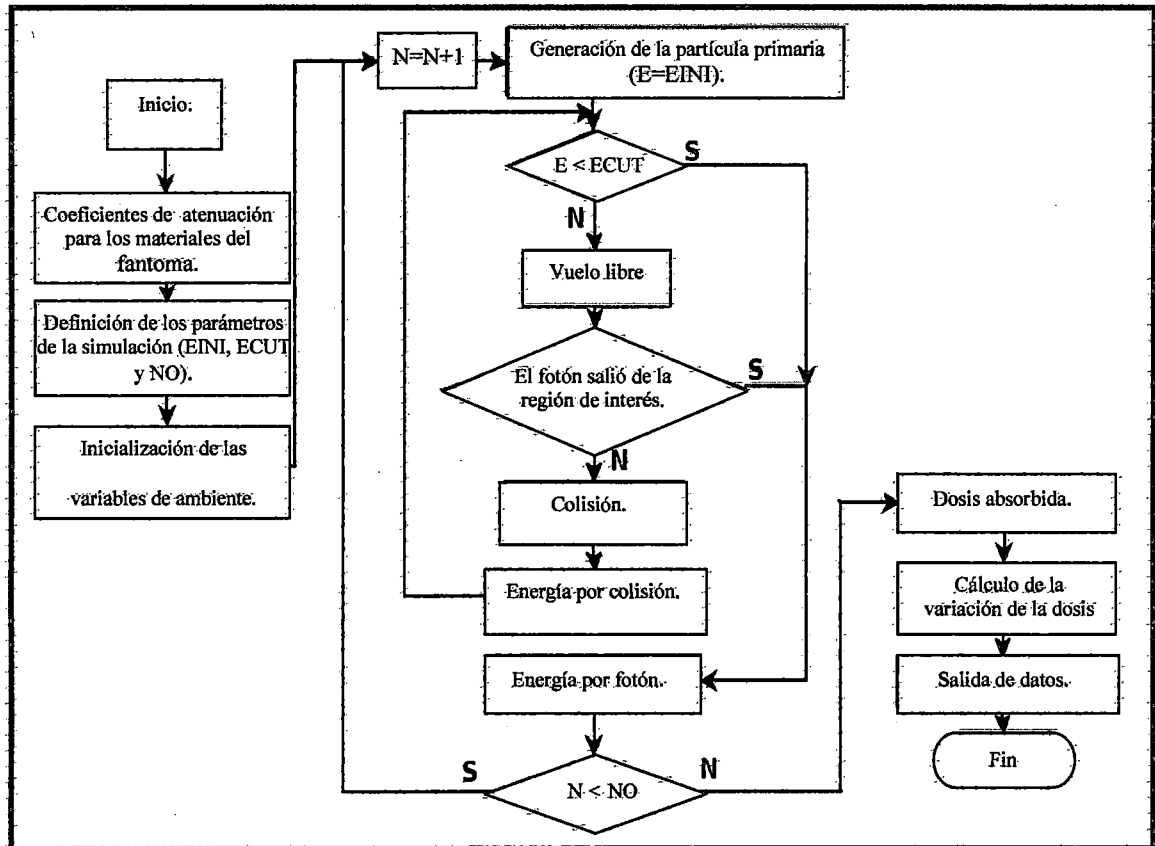 Inicio.
Coeficientes de atenuación
para los materiales del
fantoma.
Definición de los parámetros
de la simulación (EINI, ECUT
y NO).
Inicialización de las
variables de ambiente.
N=N+1
Generación de la partícula primaria
(E=EINI).
E < ECUT
S
N
Vuelo libre
El fotón salió de la
región de interés.
S
N
Colisión.
Energía por colisión.
Energía por fotón.
N < NO
S
N
Dosis absorbida.
Cálculo de la
variación de la dosis
Salida de datos.
Fin